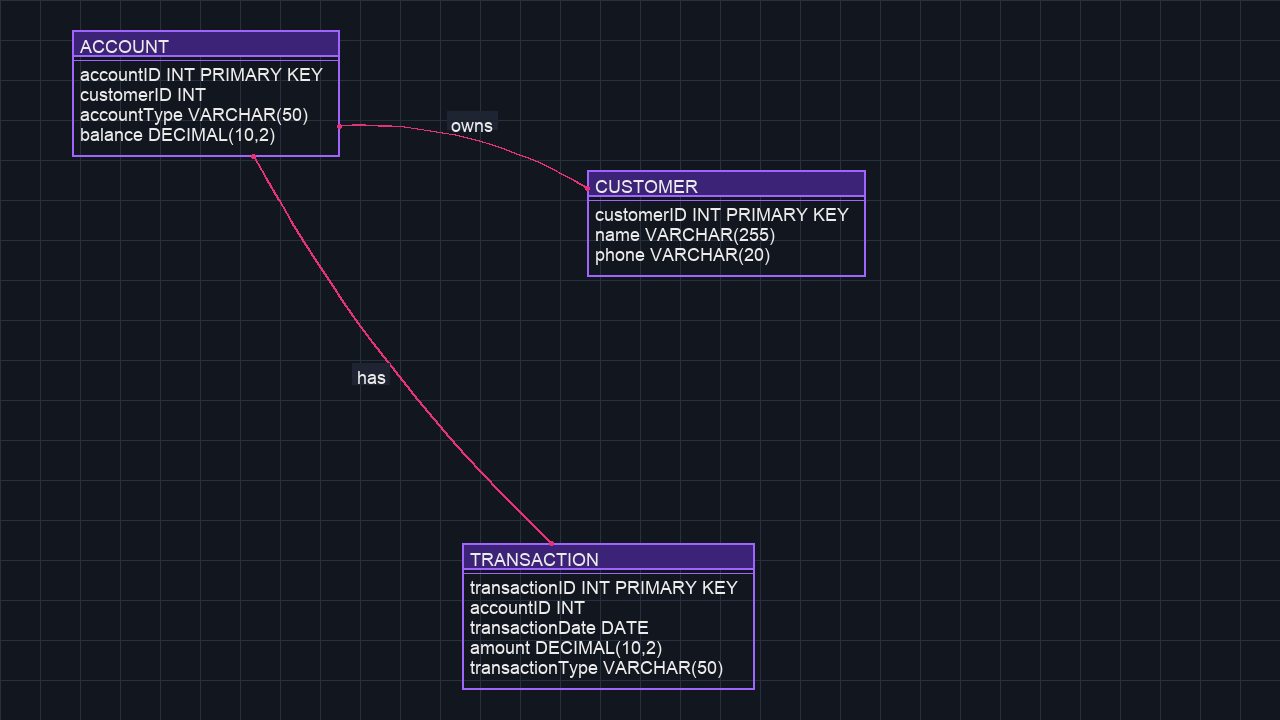 ACCOUNT
accountID INT PRIMARY KEY
customerID INT
accountType VARCHAR(50)
balance DECIMAL(10,2)
owns
CUSTOMER
customerID INT PRIMARY KEY
name VARCHAR(255)
phone VARCHAR(20)
has
TRANSACTION
transactionID INT PRIMARY KEY
accountID INT
transactionDate DATE
amount DECIMAL(10,2)
transactionType VARCHAR(50)